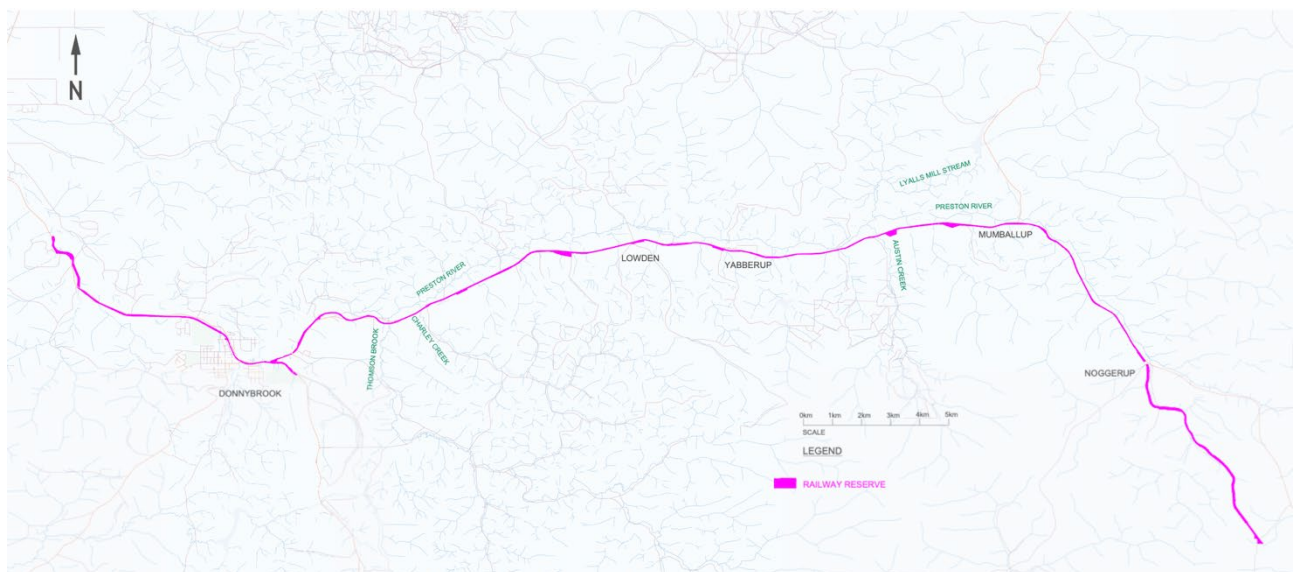 N
LYALLS MILL STREAM
PRESTON RIVER
MUMBALLUP
LOWDEN
YABBERUP
AUSTIN CREEK
PRESTON RIVER
CHARLEY CREEK
THOMSON BROOK
NOGGERUP
DONNYBROOK
0km 1km 2km 3km 4km 5km
SCALE
LEGEND
RAILWAY RESERVE